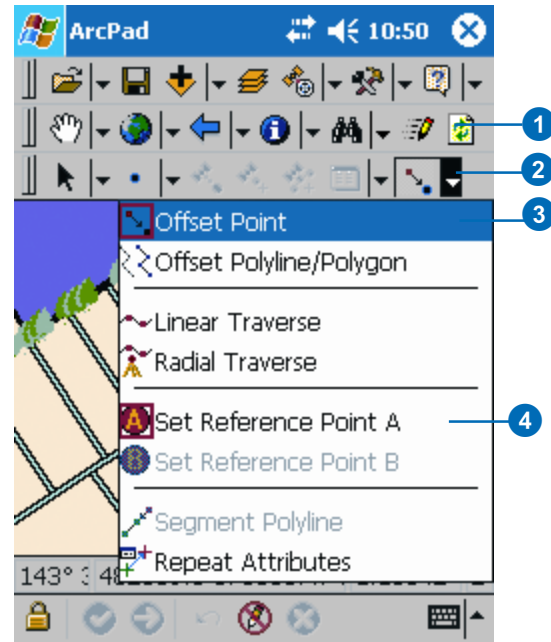 ArcPad 10:50
1
2
3
Offset Point
Offset Polyline/Polygon
Linear Traverse
Radial Traverse
A Set Reference Point A
4
B Set Reference Point B
Segment Polyline
Repeat Attributes
143°